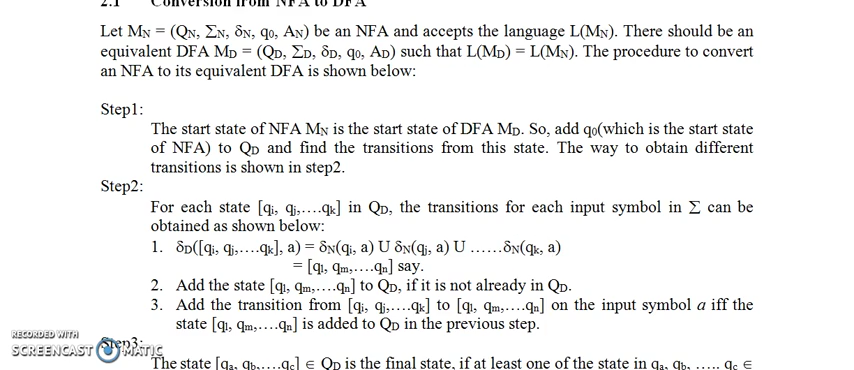 2.1 Conversion from NFA to DFA
Let MN = (QN, ΣN, δN, q0, AN) be an NFA and accepts the language L(MN). There should be an
equivalent DFA MD = (QD, ΣD, δD, q0, AD) such that L(MD) = L(MN). The procedure to convert
an NFA to its equivalent DFA is shown below:
Step1:
The start state of NFA MN is the start state of DFA MD. So, add q0(which is the start state
of NFA) to QD and find the transitions from this state. The way to obtain different
transitions is shown in step2.
Step2:
For each state [qi, qj,….qk] in QD, the transitions for each input symbol in Σ can be
obtained as shown below:
1. δD([qi, qj,….qk], a) = δN(qi, a) U δN(qj, a) U ……δN(qk, a)
= [ql, qm,….qn] say.
2. Add the state [ql, qm,….qn] to QD, if it is not already in QD.
3. Add the transition from [qi, qj,….qk] to [ql, qm,….qn] on the input symbol a iff the
state [ql, qm,….qn] is added to QD in the previous step.
RECORDED WITH
SCREENCAST MATIC
Step3:
The state [qa, qb,….qc] ∈ QD is the final state, if at least one of the state in qa, qb, ….. qc ∈